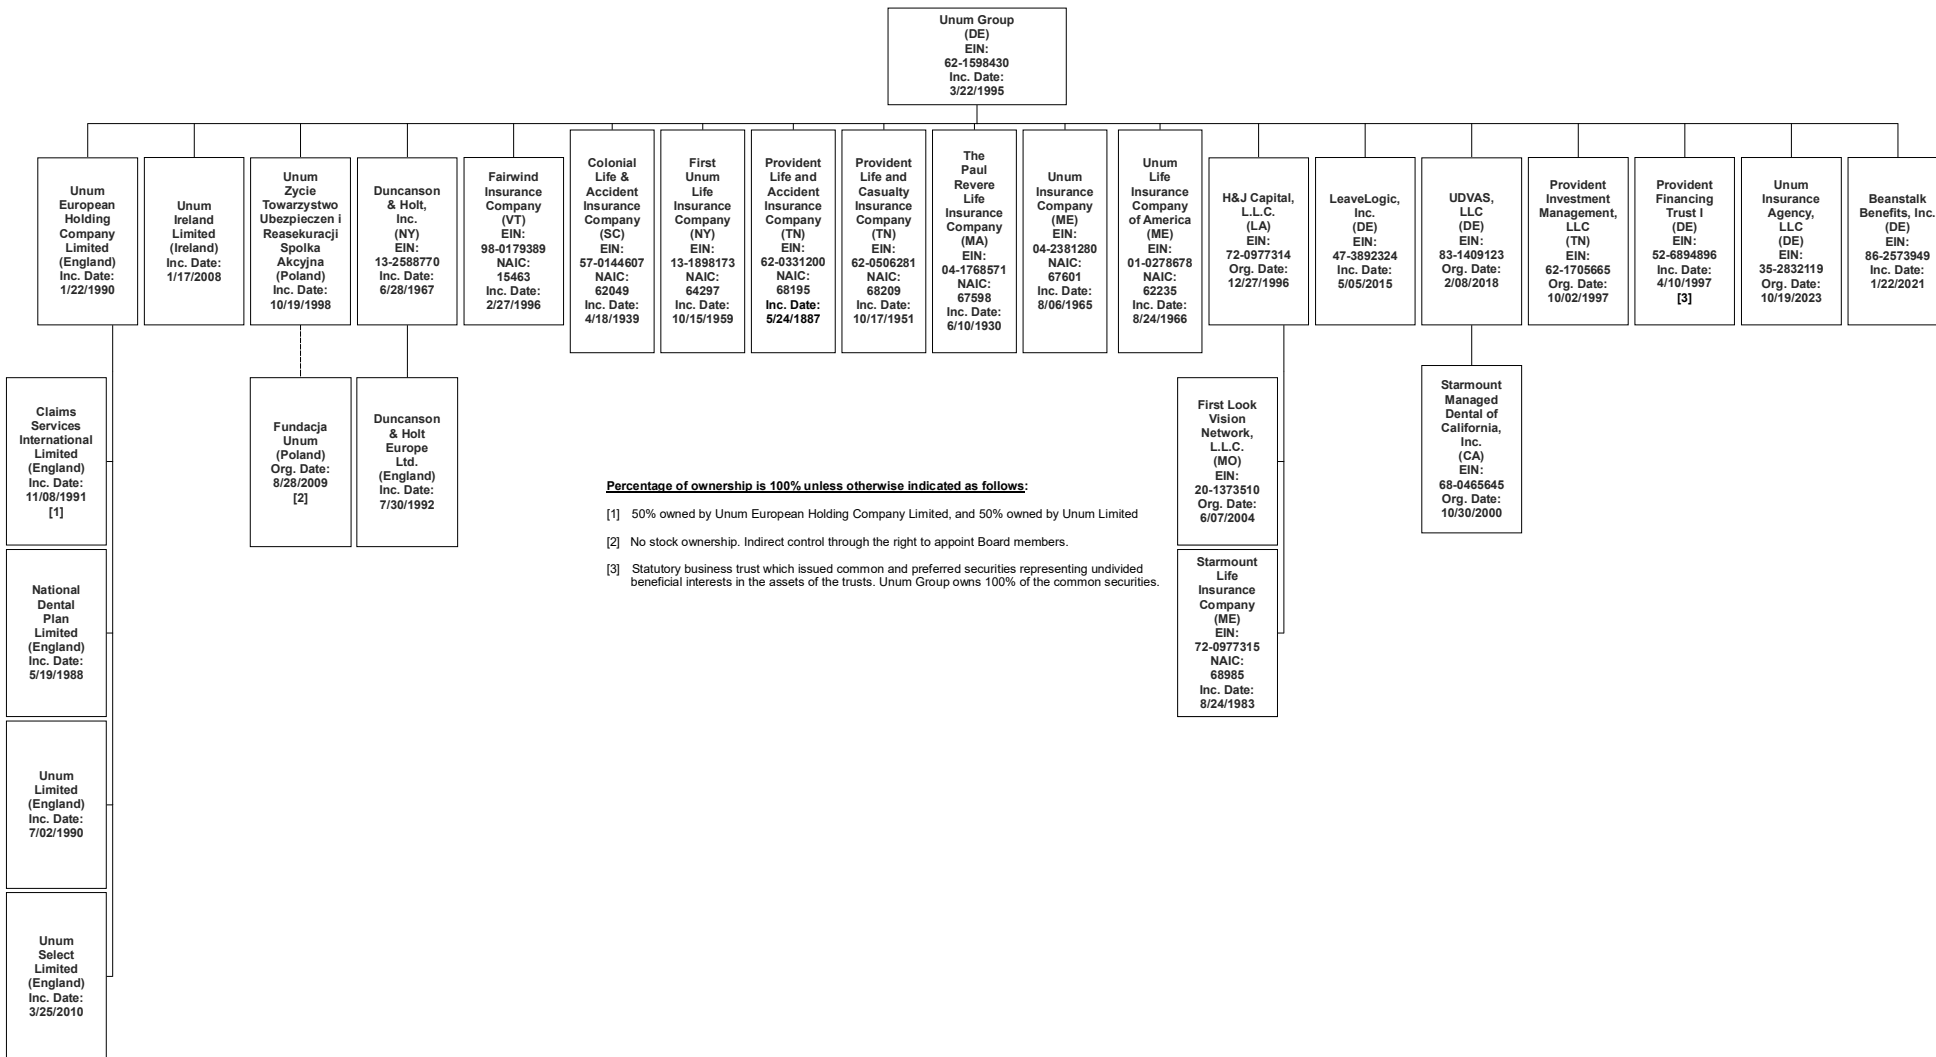 Unum Group
(DE)
EIN:
62-1598430
Inc. Date:
3/22/1995
Unum
European
Holding
Company
Limited
(England)
Inc. Date:
1/22/1990
Unum
Ireland
Limited
(Ireland)
Inc. Date:
1/17/2008
Unum
Zycie
Towarzystwo
Ubezpieczen i
Reasekuracji
Spolka
Akcyjna
(Poland)
Inc. Date:
10/19/1998
Duncanson
& Holt,
Inc.
(NY)
EIN:
13-2588770
Inc. Date:
6/28/1967
Fairwind
Insurance
Company
(VT)
EIN:
98-0179389
NAIC:
15463
Inc. Date:
2/27/1996
Colonial
Life &
Accident
Insurance
Company
(SC)
EIN:
57-0144607
NAIC:
62049
Inc. Date:
4/18/1939
First
Unum
Life
Insurance
Company
(NY)
EIN:
13-1898173
NAIC:
64297
Inc. Date:
10/15/1959
Provident
Life and
Accident
Insurance
Company
(TN)
EIN:
62-0331200
NAIC:
68195
Inc. Date:
5/24/1887
Provident
Life and
Casualty
Insurance
Company
(TN)
EIN:
62-0506281
NAIC:
68209
Inc. Date:
10/17/1951
The
Paul
Revere
Life
Insurance
Company
(MA)
EIN:
04-1768571
NAIC:
67598
Inc. Date:
6/10/1930
Unum
Insurance
Company
(ME)
EIN:
04-2381280
NAIC:
67601
Inc. Date:
8/06/1965
Unum
Life
Insurance
Company
of America
(ME)
EIN:
01-0278678
NAIC:
62235
Inc. Date:
8/24/1966
H&J Capital,
L.L.C.
(LA)
EIN:
72-0977314
Org. Date:
12/27/1996
LeaveLogic,
Inc.
(DE)
EIN:
47-3892324
Inc. Date:
5/05/2015
UDVAS,
LLC
(DE)
EIN:
83-1409123
Org. Date:
2/08/2018
Provident
Investment
Management,
LLC
(TN)
EIN:
62-1705665
Org. Date:
10/02/1997
Provident
Financing
Trust I
(DE)
EIN:
52-6894896
Inc. Date:
4/10/1997
[3]
Unum
Insurance
Agency,
LLC
(DE)
EIN:
35-2832119
Org. Date:
10/19/2023
Beanstalk
Benefits, Inc.
(DE)
EIN:
86-2573949
Inc. Date:
1/22/2021
Claims
Services
International
Limited
(England)
Inc. Date:
11/08/1991
[1]
Fundacja
Unum
(Poland)
Org. Date:
8/28/2009
[2]
Duncanson
& Holt
Europe
Ltd.
(England)
Inc. Date:
7/30/1992
First Look
Vision
Network,
L.L.C.
(MO)
EIN:
20-1373510
Org. Date:
6/07/2004
Starmount
Managed
Dental of
California,
Inc.
(CA)
EIN:
68-0465645
Org. Date:
10/30/2000
Percentage of ownership is 100% unless otherwise indicated as follows:
[1] 50% owned by Unum European Holding Company Limited, and 50% owned by Unum Limited
[2] No stock ownership. Indirect control through the right to appoint Board members.
[3] Statutory business trust which issued common and preferred securities representing undivided
beneficial interests in the assets of the trusts. Unum Group owns 100% of the common securities.
National
Dental
Plan
Limited
(England)
Inc. Date:
5/19/1988
Starmount
Life
Insurance
Company
(ME)
EIN:
72-0977315
NAIC:
68985
Inc. Date:
8/24/1983
Unum
Limited
(England)
Inc. Date:
7/02/1990
Unum
Select
Limited
(England)
Inc. Date:
3/25/2010